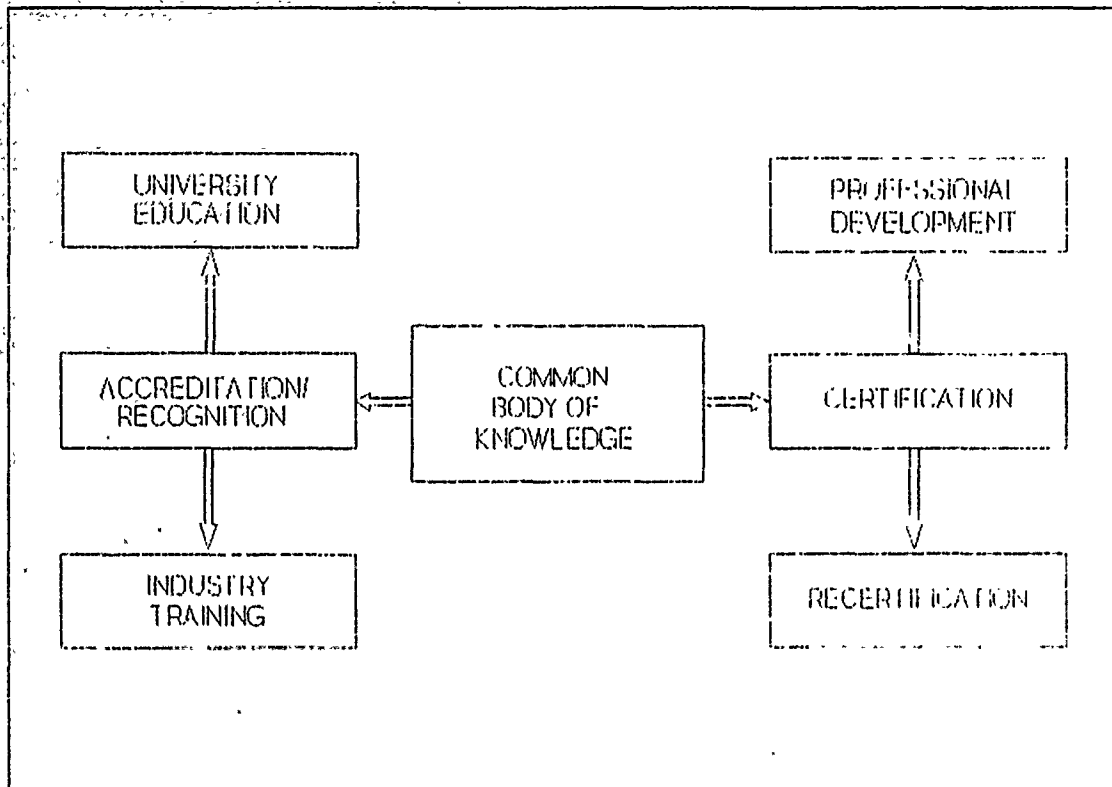 UNIVERSITY
EDUCATION
PROFESSIONAL
DEVELOPMENT
ACCREDITATION/
RECOGNITION
COMMON
BODY OF
KNOWLEDGE
CERTIFICATION
INDUSTRY
TRAINING
RECERTIFICATION